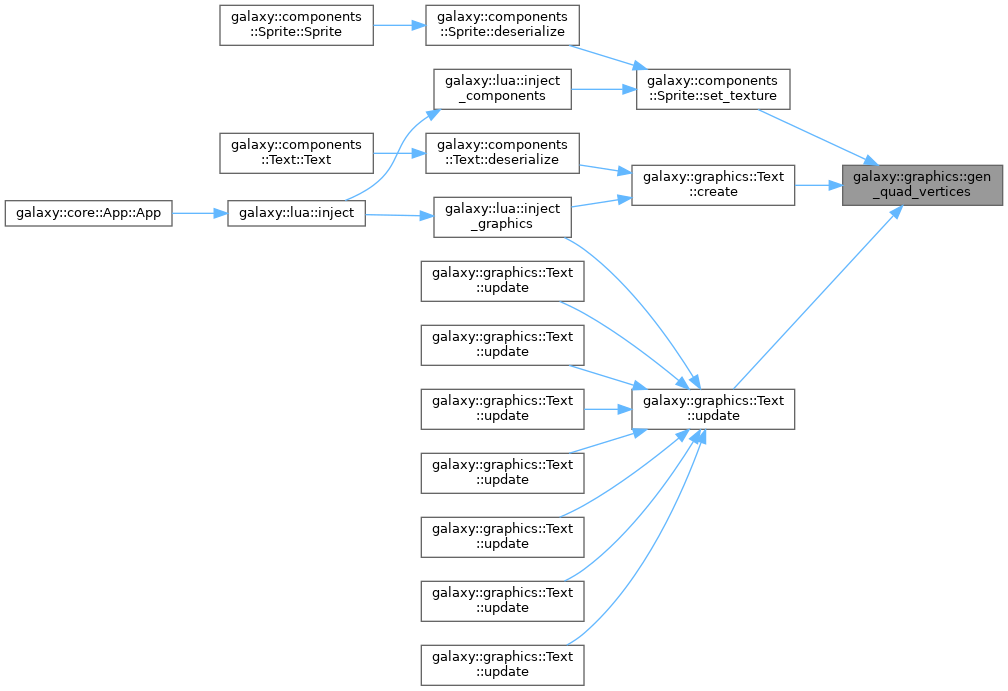 galaxy::components
::Sprite::Sprite
galaxy::components
::Sprite::deserialize
galaxy::components
::Sprite::set_texture
galaxy::lua::inject
_components
galaxy::components
::Text::Text
galaxy::components
::Text::deserialize
galaxy::graphics::Text
::create
galaxy::graphics::gen
_quad_vertices
galaxy::core::App::App
galaxy::lua::inject
galaxy::lua::inject
_graphics
galaxy::graphics::Text
::update
galaxy::graphics::Text
::update
galaxy::graphics::Text
::update
galaxy::graphics::Text
::update
galaxy::graphics::Text
::update
galaxy::graphics::Text
::update
galaxy::graphics::Text
::update
galaxy::graphics::Text
::update